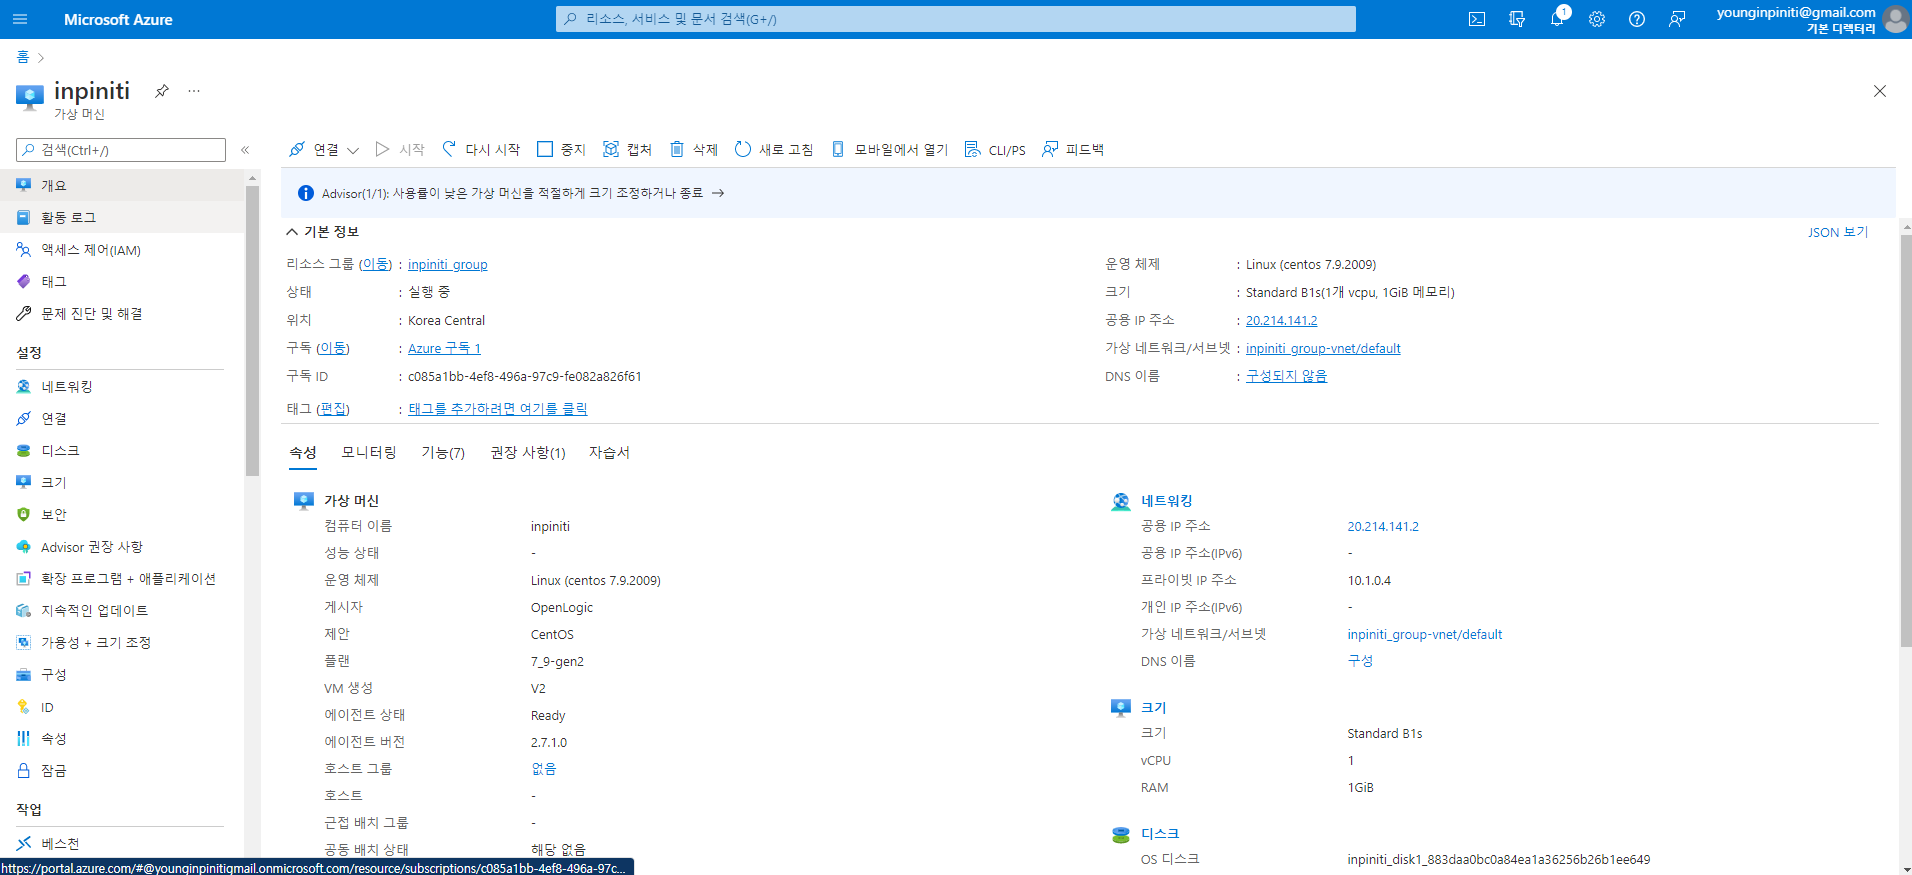 Microsoft Azure
리소스, 서비스 및 문서 검색(G+/)
1
younginpiniti@gmail.com
기본 디렉터리
홈
inpiniti
가상 머신
검색(Ctrl+/)
연결 시작 다시 시작 중지 캡처 삭제 새로 고침 모바일에서 열기 CLI/PS 피드백
Advisor(1/1): 사용률이 낮은 가상 머신을 적절하게 크기 조정하거나 종료 →
개요
활동 로그
액세스 제어(IAM)
태그
문제 진단 및 해결
설정
네트워킹
연결
디스크
크기
보안
Advisor 권장 사항
확장 프로그램 + 애플리케이션
지속적인 업데이트
가용성 + 크기 조정
구성
ID
속성
잠금
작업
베스천
기본 정보
JSON 보기
리소스 그룹 (이동) : inpiniti_group
상태 : 실행 중
위치 : Korea Central
구독 (이동) : Azure 구독 1
구독 ID : c085a1bb-4ef8-496a-97c9-fe082a826f61
태그 (편집) : 태그를 추가하려면 여기를 클릭
운영 체제 : Linux (centos 7.9.2009)
크기 : Standard B1s(1개 vcpu, 1GiB 메모리)
공용 IP 주소 : 20.214.141.2
가상 네트워크/서브넷 : inpiniti_group-vnet/default
DNS 이름 : 구성되지 않음
속성 모니터링 기능(7) 권장 사항(1) 자습서
가상 머신
컴퓨터 이름 inpiniti
성능 상태 -
운영 체제 Linux (centos 7.9.2009)
게시자 OpenLogic
제안 CentOS
플랜 7_9-gen2
VM 생성 V2
에이전트 상태 Ready
에이전트 버전 2.7.1.0
호스트 그룹 없음
호스트 -
근접 배치 그룹 -
공동 배치 상태 해당 없음
네트워킹
공용 IP 주소 20.214.141.2
공용 IP 주소(IPv6) -
프라이빗 IP 주소 10.1.0.4
개인 IP 주소(IPv6) -
가상 네트워크/서브넷 inpiniti_group-vnet/default
DNS 이름 구성
크기
크기 Standard B1s
vCPU 1
RAM 1GiB
디스크
OS 디스크 inpiniti_disk1_883daa0bc0a84ea1a36256b26b1ee649
https://portal.azure.com/#@younginpinitigmail.onmicrosoft.com/resource/subscriptions/c085a1bb-4ef8-496a-97c...